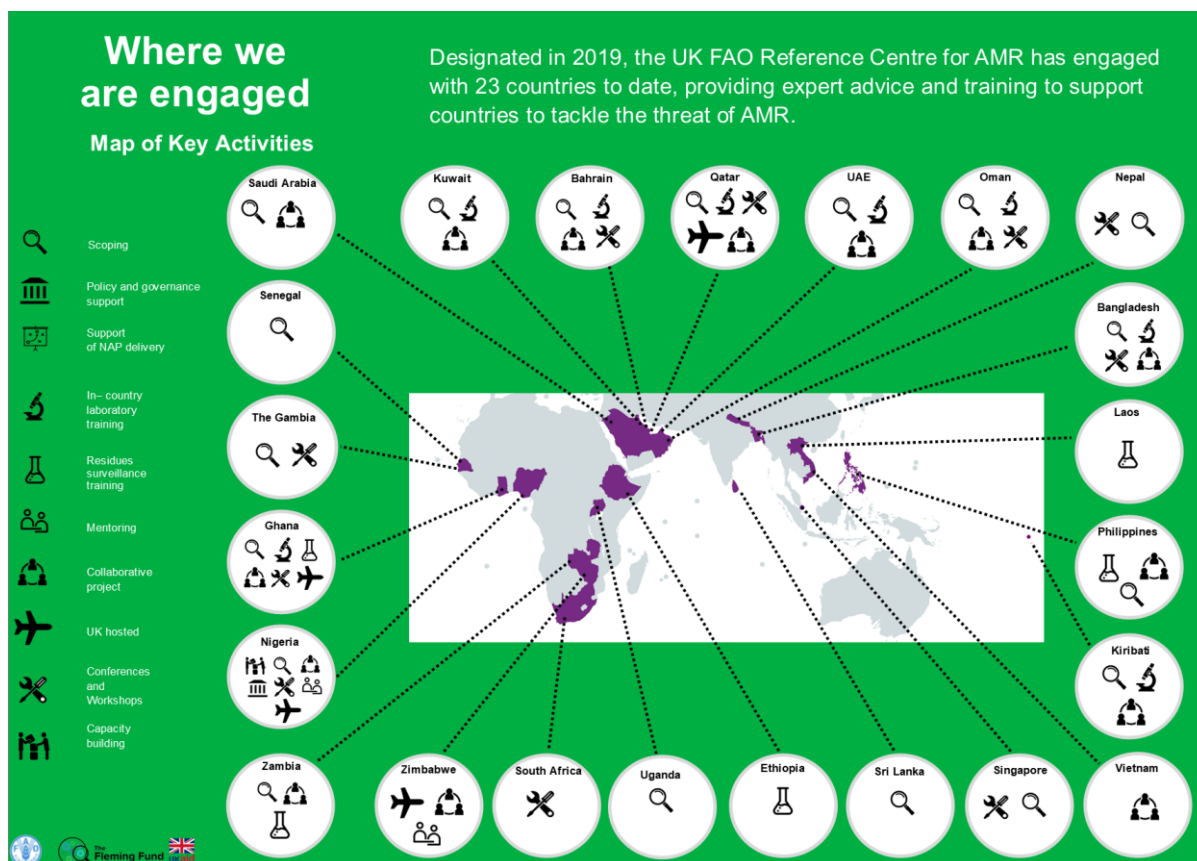 Where we
are engaged
Map of Key Activities
Designated in 2019, the UK FAO Reference Centre for AMR has engaged
with 23 countries to date, providing expert advice and training to support
countries to tackle the threat of AMR.
Scoping
Policy and governance
support
Support
of NAP delivery
In– country
laboratory
training
Residues
surveillance
training
Mentoring
Collaborative
project
UK hosted
Conferences
and
Workshops
Capacity
building
Saudi Arabia
Kuwait
Bahrain
Qatar
UAE
Oman
Nepal
Senegal
Bangladesh
The Gambia
Laos
Ghana
Philippines
Nigeria
Kiribati
Zambia
Zimbabwe
South Africa
Uganda
Ethiopia
Sri Lanka
Singapore
Vietnam
FAO
The
Fleming Fund
UKaid